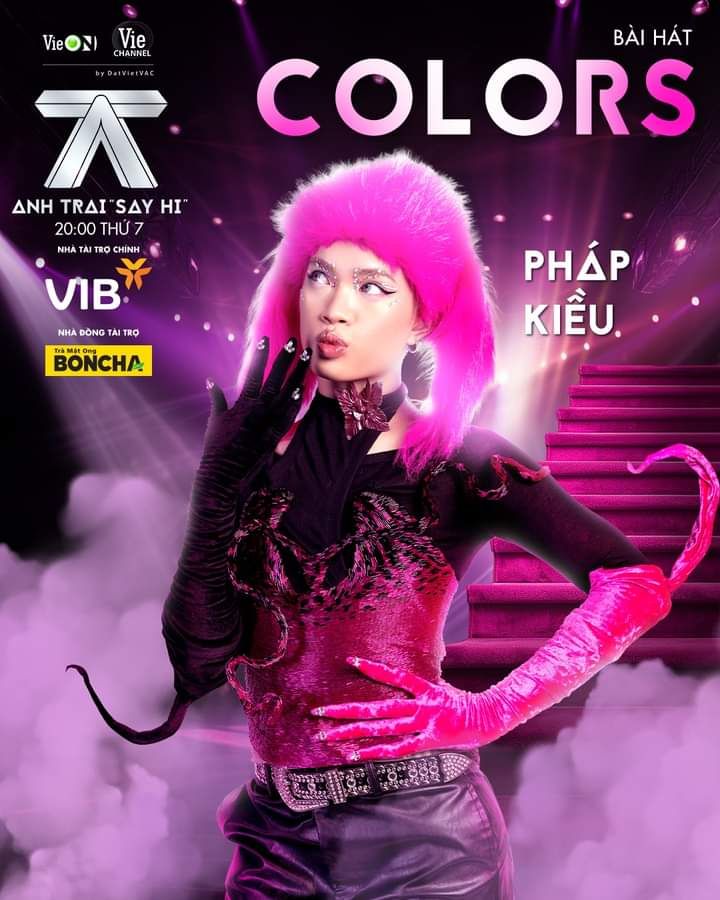 VieON
Vie
CHANNEL
by DatVietVAC
ANH TRAI "SAY HI"
20:00 THỨ 7
NHÀ TÀI TRỢ CHÍNH
VIB
NHÀ ĐỒNG TÀI TRỢ
Trà Mật Ong
BONCHA
BÀI HÁT
COLORS
PHÁP
KIỀU